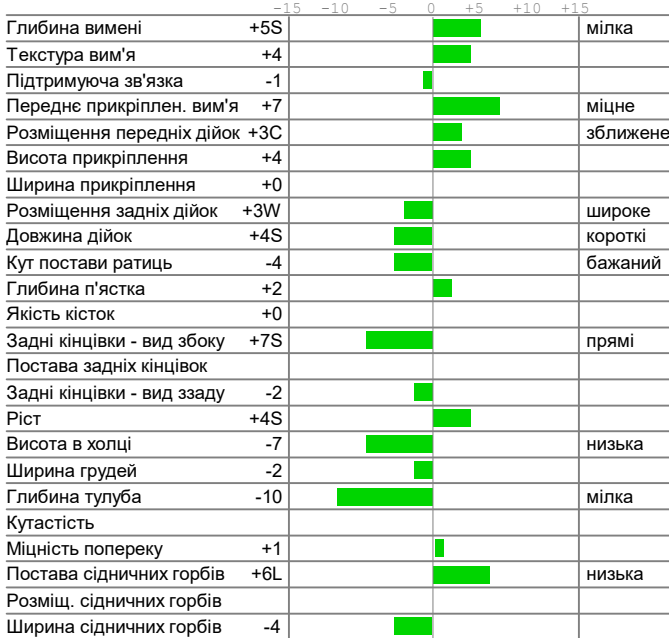 -15 -10 -5 0 +5 +10 +15
Глибина вимені +5S мілка
Текстура вим'я +4
Підтримуюча зв'язка -1
Переднє прикріплен. вим'я +7 міцне
Розміщення передніх дійок +3C зближене
Висота прикріплення +4
Ширина прикріплення +0
Розміщення задніх дійок +3W широке
Довжина дійок +4S короткі
Кут постави ратиць -4 бажаний
Глибина п'ястка +2
Якість кісток +0
Задні кінцівки - вид збоку +7S прямі
Постава задніх кінцівок
Задні кінцівки - вид ззаду -2
Ріст +4S
Висота в холці -7 низька
Ширина грудей -2
Глибина тулуба -10 мілка
Кутастість
Міцність попереку +1
Постава сідничних горбів +6L низька
Розміщ. сідничних горбів
Ширина сідничних горбів -4